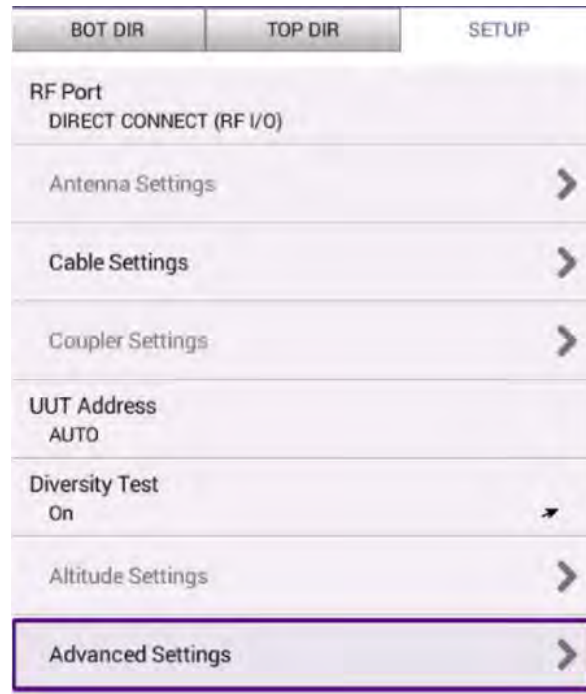 BOT DIR TOP DIR SETUP
RF Port
DIRECT CONNECT (RF I/O)
Antenna Settings
Cable Settings
Coupler Settings
UUT Address
AUTO
Diversity Test
On
Altitude Settings
Advanced Settings